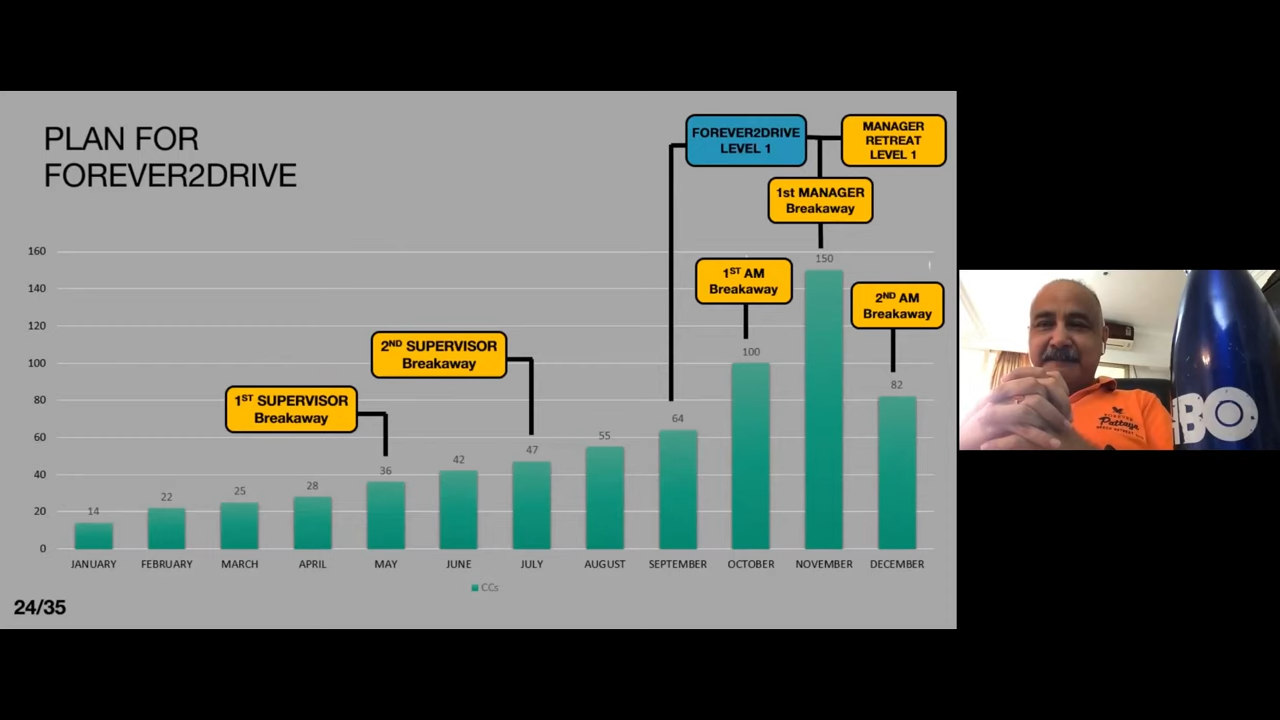 PLAN FOR
FOREVER2DRIVE
FOREVER2DRIVE
LEVEL 1
MANAGER
RETREAT
LEVEL 1
1st MANAGER
Breakaway
1ST AM
Breakaway
2ND AM
Breakaway
2ND SUPERVISOR
Breakaway
1ST SUPERVISOR
Breakaway
160
140
120
100
80
60
40
20
0
14
22
25
28
36
42
47
55
64
100
150
82
JANUARY
FEBRUARY
MARCH
APRIL
MAY
JUNE
JULY
AUGUST
SEPTEMBER
OCTOBER
NOVEMBER
DECEMBER
CCs
24/35
Pattaya
BO